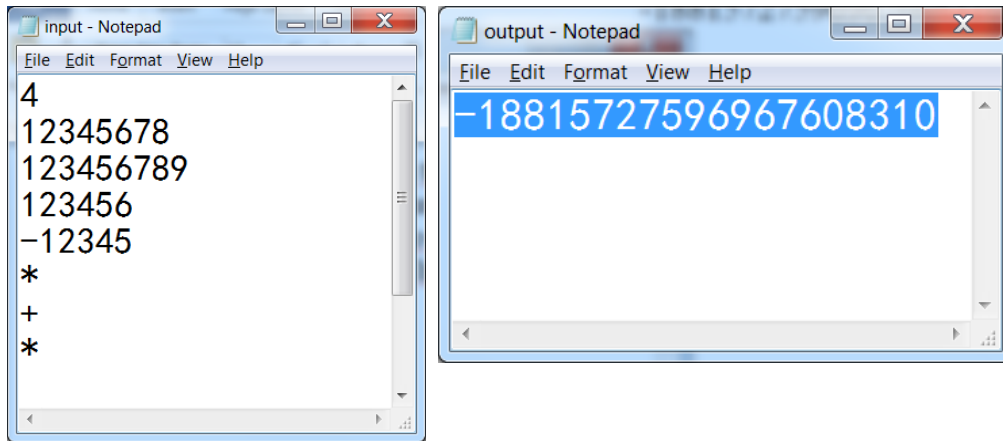 input - Notepad
File Edit Format View Help
4
12345678
123456789
123456
-12345
*
+
*
output - Notepad
File Edit Format View Help
-18815727596967608310